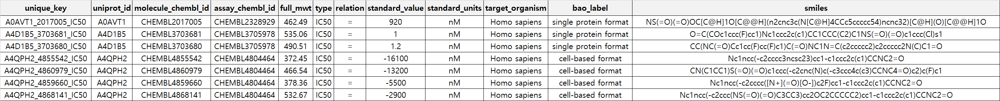 unique_key uniprot_id molecule_chembl_id assay_chembl_id full_mwt type relation standard_value standard_units target_organism bao_label smiles
A0AVT1_2017005_IC50 A0AVT1 CHEMBL2017005 CHEMBL2328929 462.49 IC50 = 920 nM Homo sapiens single protein format NS(=O)(=O)OC[C@H]1O[C@@H](n2cnc3c(N[C@H]4CCc5ccccc54)ncnc32)[C@H](O)[C@@H]1O
A4D1B5_3703681_IC50 A4D1B5 CHEMBL3703681 CHEMBL3705978 535.06 IC50 = 1 nM Homo sapiens single protein format O=C(COc1ccc(F)cc1)Nc1ccc2c(c1)CC1CCC(C2)C1NS(=O)(=O)c1ccc(Cl)s1
A4D1B5_3703680_IC50 A4D1B5 CHEMBL3703680 CHEMBL3705978 490.51 IC50 = 1.2 nM Homo sapiens single protein format CC(NC(=O)Cc1cc(F)cc(F)c1)C(=O)NC1N=C(c2ccccc2)c2ccccc2N(C)C1=O
A4QPH2_4855542_IC50 A4QPH2 CHEMBL4855542 CHEMBL4804464 372.45 IC50 = -16100 nM Homo sapiens cell-based format Nc1ncc(-c2cccc3ncsc23)cc1-c1ccc2c(c1)CCNC2=O
A4QPH2_4860979_IC50 A4QPH2 CHEMBL4860979 CHEMBL4804464 466.54 IC50 = -13200 nM Homo sapiens cell-based format CN(C1CC1)S(=O)(=O)c1ccc(-c2cnc(N)c(-c3ccc4c(c3)CCNC4=O)c2)c(F)c1
A4QPH2_4859660_IC50 A4QPH2 CHEMBL4859660 CHEMBL4804464 378.36 IC50 = -5500 nM Homo sapiens cell-based format Nc1ncc(-c2cccc([N+](=O)[O-])c2F)cc1-c1ccc2c(c1)CCNC2=O
A4QPH2_4868141_IC50 A4QPH2 CHEMBL4868141 CHEMBL4804464 532.67 IC50 = -2900 nM Homo sapiens cell-based format Nc1ncc(-c2ccc(NS(=O)(=O)C3CC3)cc2OC2CCCCC2)cc1-c1ccc2c(c1)CCNC2=O